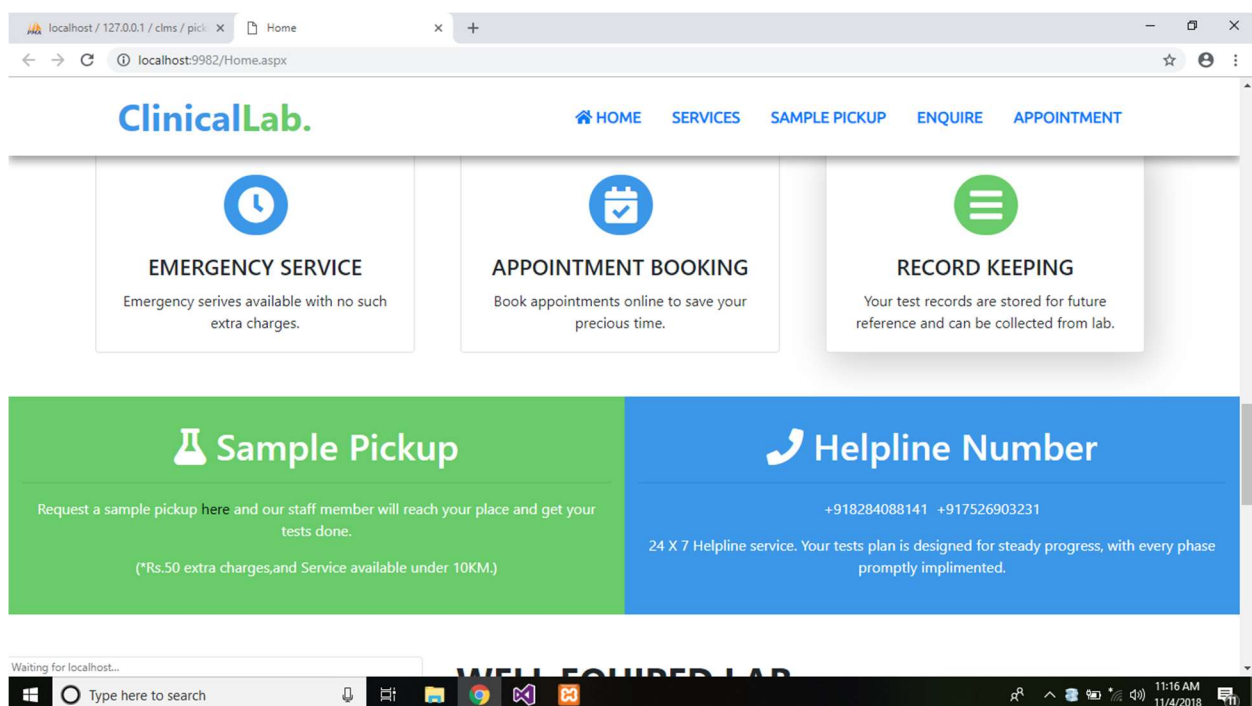 localhost / 127.0.0.1 / clms / pick
Home
localhost:9982/Home.aspx
ClinicalLab.
HOME SERVICES SAMPLE PICKUP ENQUIRE APPOINTMENT
EMERGENCY SERVICE
Emergency serives available with no such
extra charges.
APPOINTMENT BOOKING
Book appointments online to save your
precious time.
RECORD KEEPING
Your test records are stored for future
reference and can be collected from lab.
Sample Pickup
Request a sample pickup here and our staff member will reach your place and get your
tests done.
(*Rs.50 extra charges,and Service available under 10KM.)
Helpline Number
+918284088141 +917526903231
24 X 7 Helpline service. Your tests plan is designed for steady progress, with every phase
promptly implimented.
WELL EQUIPED LAB
Waiting for localhost...
Type here to search
11:16 AM
11/4/2018